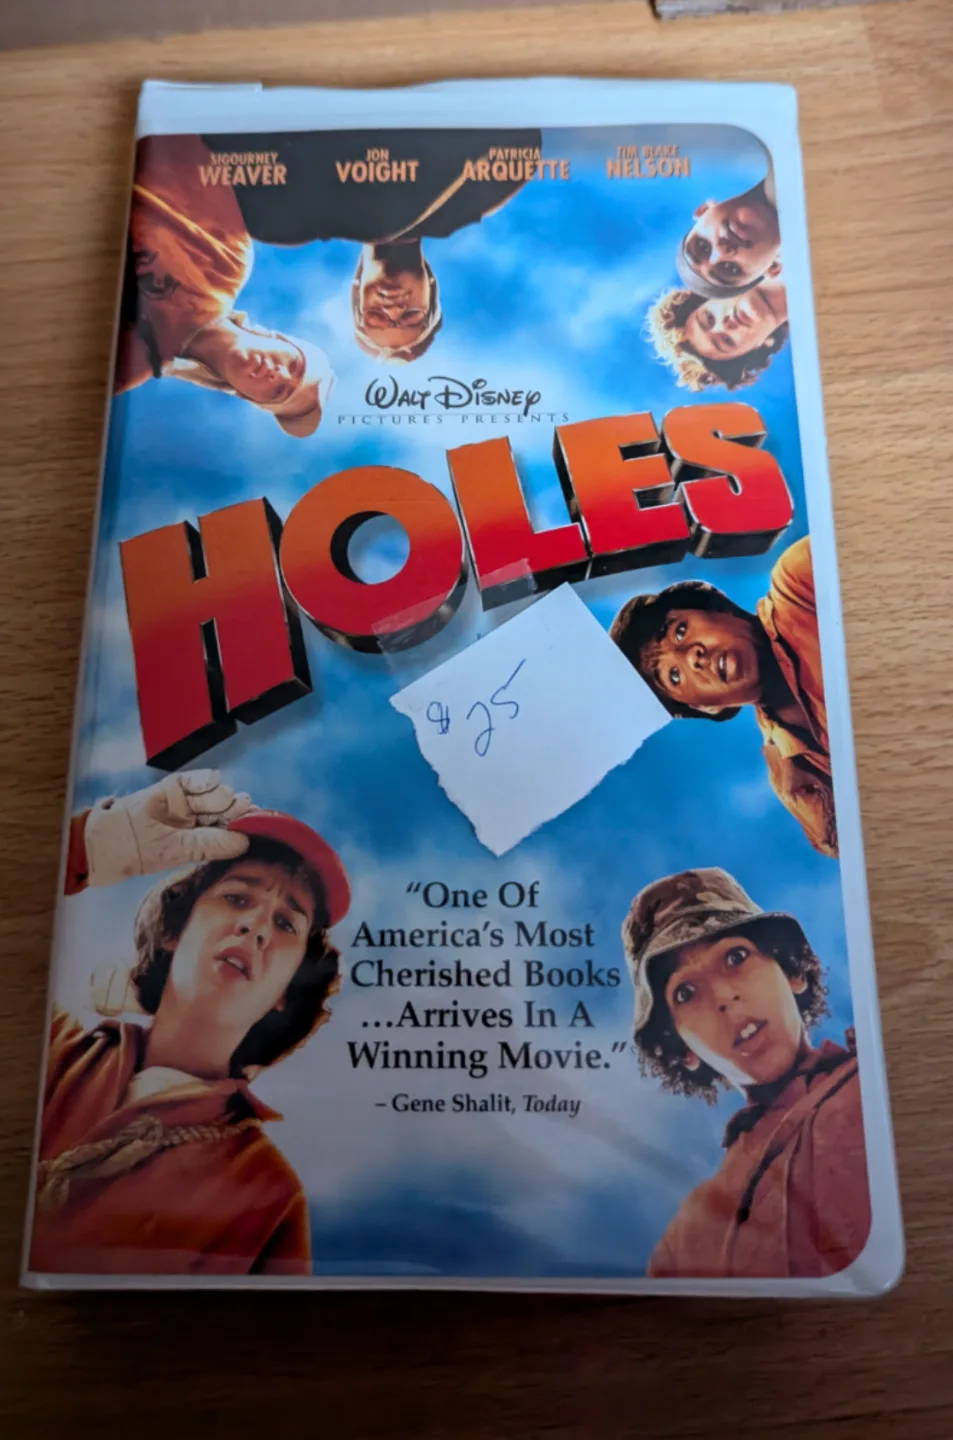 SIGOURNEY WEAVER JON VOIGHT PATRICIA ARQUETTE TIM BLAKE NELSON
WALT DISNEY
PICTURES PRESENTS
HOLES
$25
“One Of
America's Most
Cherished Books
...Arrives In A
Winning Movie.”
– Gene Shalit, Today